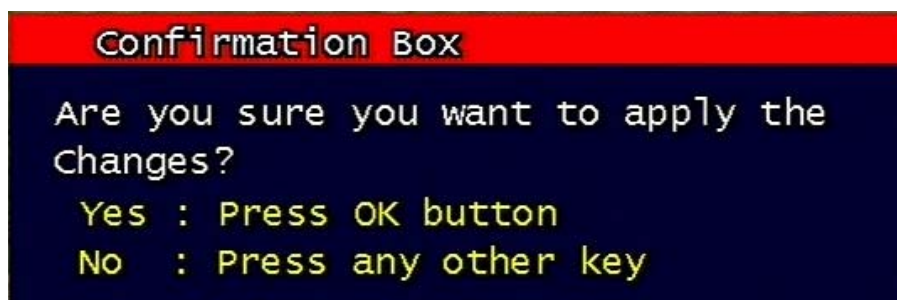 Confirmation Box
Are you sure you want to apply the
Changes?
Yes : Press OK button
No : Press any other key